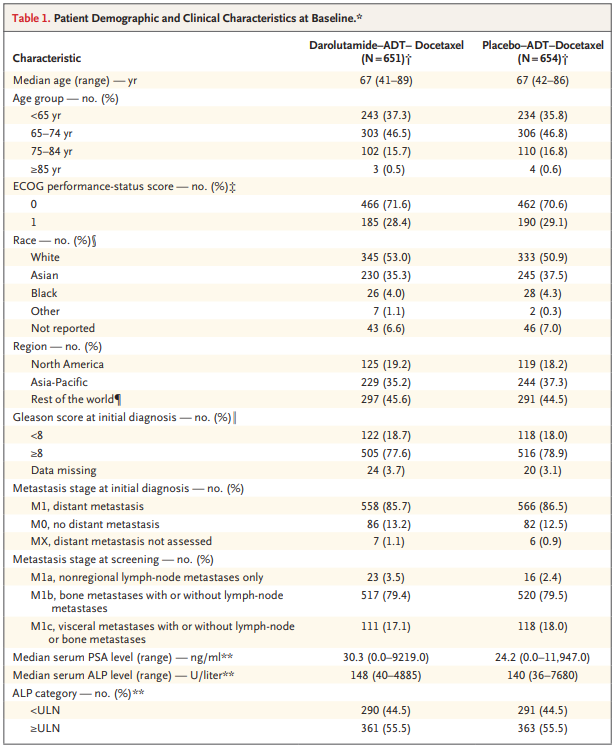 Table 1. Patient Demographic and Clinical Characteristics at Baseline.*
Characteristic Darolutamide–ADT– Docetaxel (N=651)† Placebo–ADT–Docetaxel (N=654)†
Median age (range) — yr 67 (41–89) 67 (42–86)
Age group — no. (%)
<65 yr 243 (37.3) 234 (35.8)
65–74 yr 303 (46.5) 306 (46.8)
75–84 yr 102 (15.7) 110 (16.8)
≥85 yr 3 (0.5) 4 (0.6)
ECOG performance-status score — no. (%)‡
0 466 (71.6) 462 (70.6)
1 185 (28.4) 190 (29.1)
Race — no. (%)§
White 345 (53.0) 333 (50.9)
Asian 230 (35.3) 245 (37.5)
Black 26 (4.0) 28 (4.3)
Other 7 (1.1) 2 (0.3)
Not reported 43 (6.6) 46 (7.0)
Region — no. (%)
North America 125 (19.2) 119 (18.2)
Asia-Pacific 229 (35.2) 244 (37.3)
Rest of the world¶ 297 (45.6) 291 (44.5)
Gleason score at initial diagnosis — no. (%)‖
<8 122 (18.7) 118 (18.0)
≥8 505 (77.6) 516 (78.9)
Data missing 24 (3.7) 20 (3.1)
Metastasis stage at initial diagnosis — no. (%)
M1, distant metastasis 558 (85.7) 566 (86.5)
M0, no distant metastasis 86 (13.2) 82 (12.5)
MX, distant metastasis not assessed 7 (1.1) 6 (0.9)
Metastasis stage at screening — no. (%)
M1a, nonregional lymph-node metastases only 23 (3.5) 16 (2.4)
M1b, bone metastases with or without lymph-node 517 (79.4) 520 (79.5)
metastases
M1c, visceral metastases with or without lymph-node 111 (17.1) 118 (18.0)
or bone metastases
Median serum PSA level (range) — ng/ml** 30.3 (0.0–9219.0) 24.2 (0.0–11,947.0)
Median serum ALP level (range) — U/liter** 148 (40–4885) 140 (36–7680)
ALP category — no. (%)**
<ULN 290 (44.5) 291 (44.5)
≥ULN 361 (55.5) 363 (55.5)